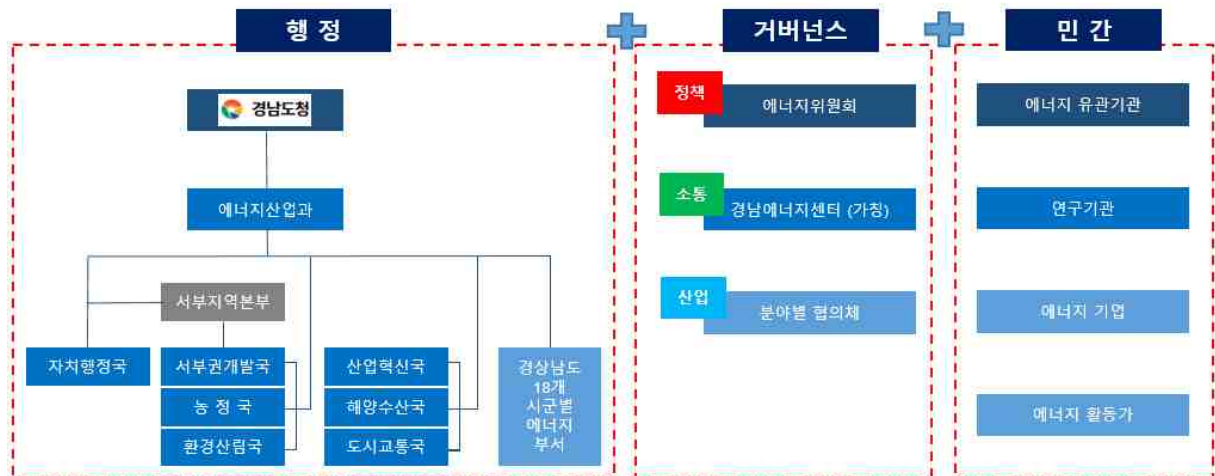 행 정
경남도청
에너지산업과
서부지역본부
자치행정국
서부권개발국
농 정 국
환경산림국
산업혁신국
해양수산국
도시교통국
경상남도
18개
시군별
에너지
부서
거버넌스
정책
에너지위원회
소통
경남에너지센터 (가칭)
산업
분야별 협의체
민 간
에너지 유관기관
연구기관
에너지 기업
에너지 활동가